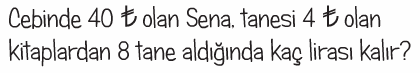 Cebinde 40 ₺ olan Sena, tanesi 4 ₺ olan
kitaplardan 8 tane aldığında kaç lirası kalır?